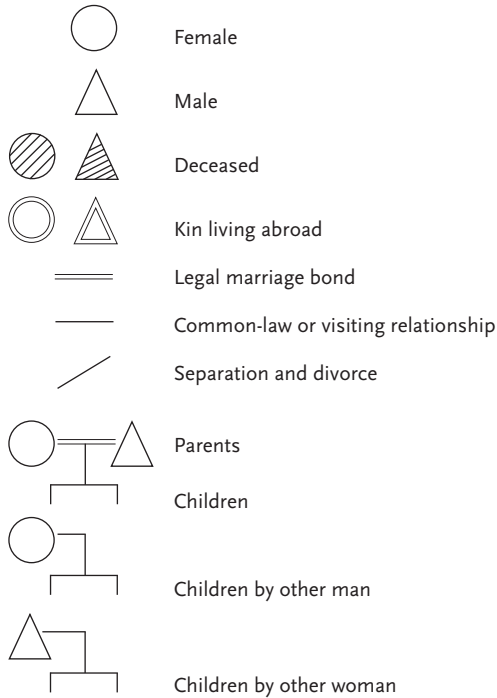 Female
Male
Deceased
Kin living abroad
Legal marriage bond
Common-law or visiting relationship
Separation and divorce
Parents
Children
Children by other man
Children by other woman